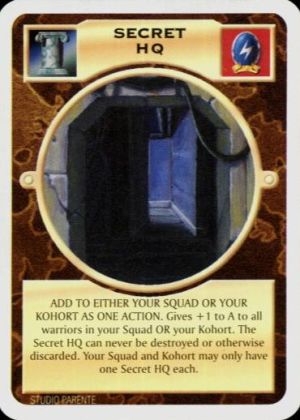 SECRET
HQ
ADD TO EITHER YOUR SQUAD OR YOUR
KOHORT AS ONE ACTION. Gives +1 to A to all
warriors in your Squad OR your Kohort. The
Secret HQ can never be destroyed or otherwise
discarded. Your Squad and Kohort may only have
one Secret HQ each.
STUDIO PARENTE